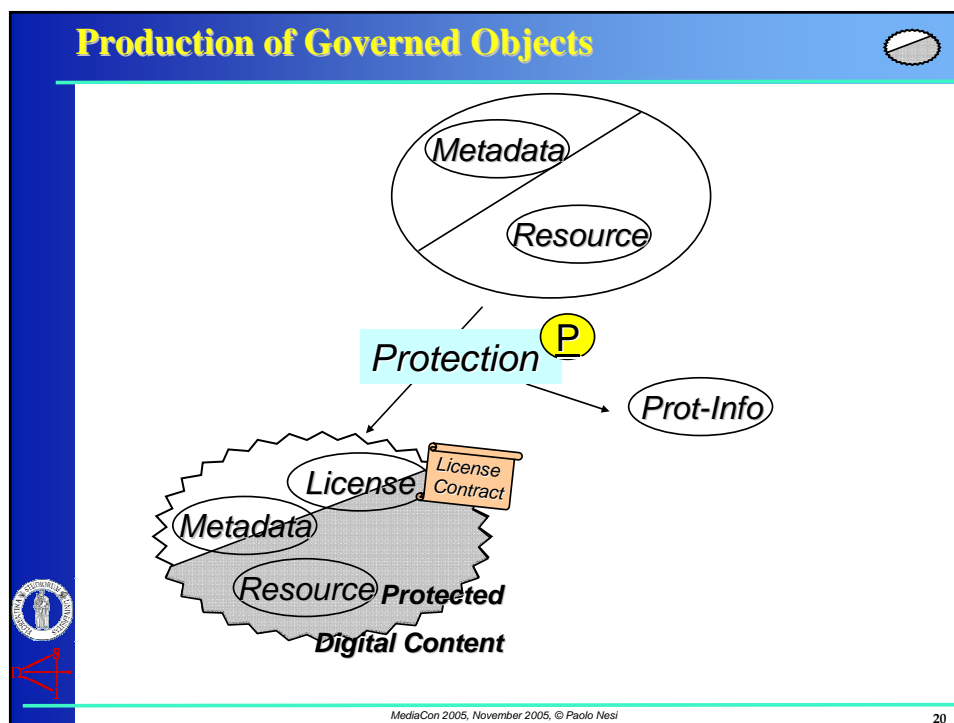 Production of Governed Objects
Metadata
Resource
P
Protection
Prot-Info
License
Contract
License
Metadata
Resource
Protected
Digital Content
MediaCon 2005, November 2005, © Paolo Nesi
20